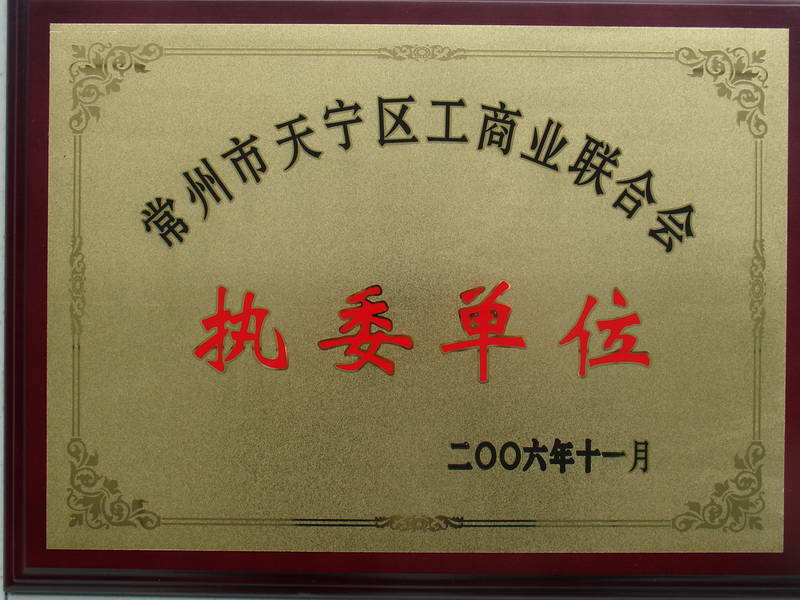 常州市天宁区工商业联合会
执委单位
二〇〇六年十一月